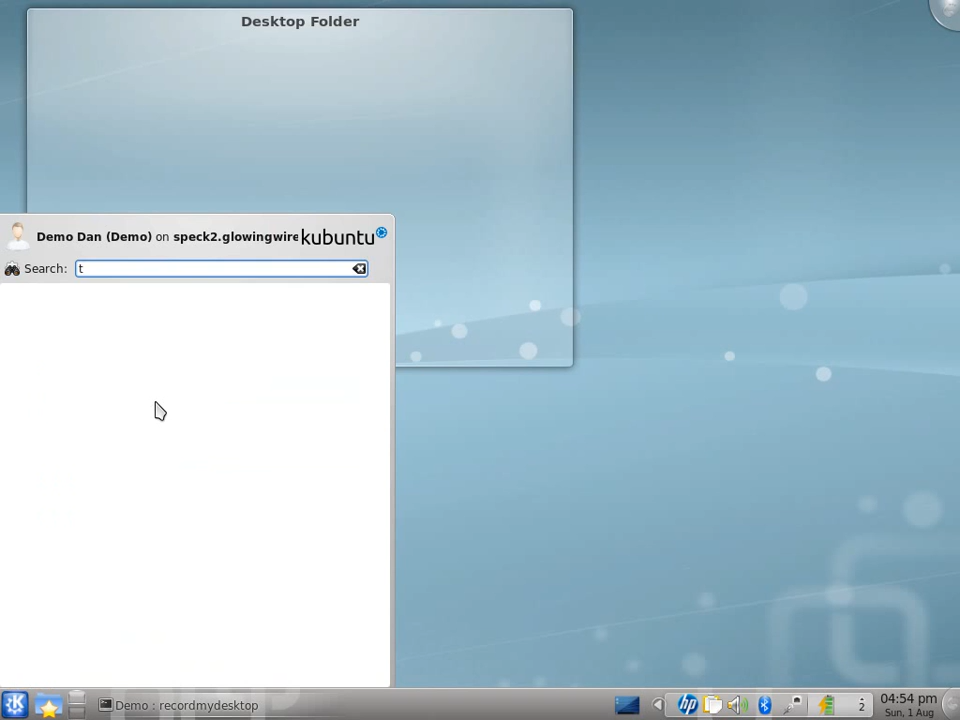 Desktop Folder
Demo Dan (Demo) on speck2.glowingwire
kubuntu
Search: t
Demo : recordmydesktop
hp
2
04:54 pm
Sun, 1 Aug